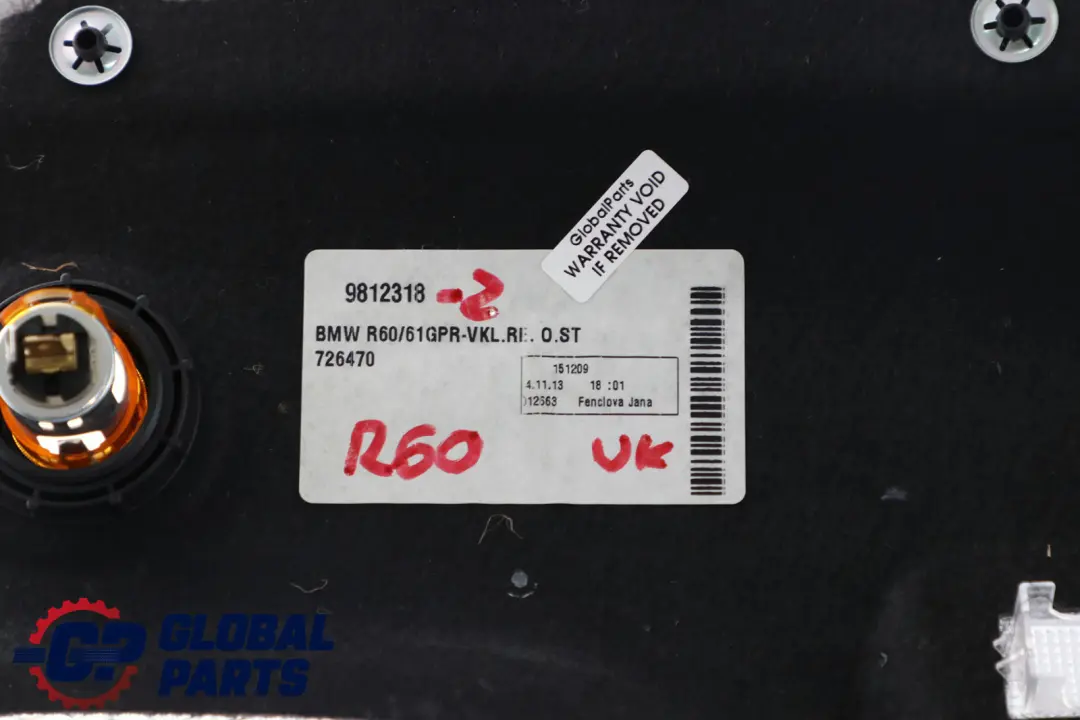 GlobalParts
WARRANTY VOID
IF REMOVED
9812318 -2
BMW R60/61GPR-VKL.RE. O.ST
726470
151209
4.11.13 18:01
12563 Fenclova Jana
R60 UK
GP GLOBAL
PARTS